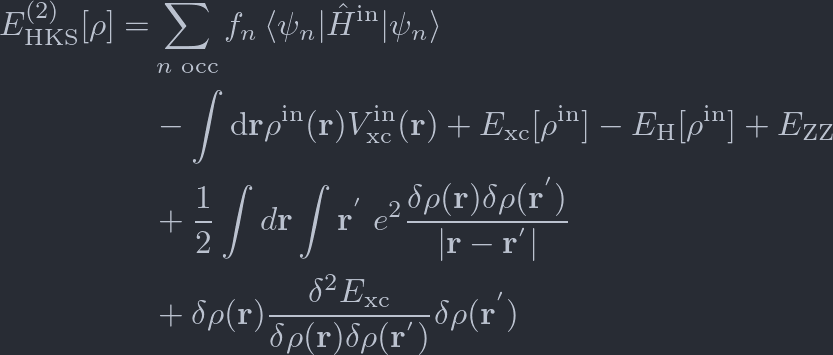 E_{\mathrm{HKS}}^{(2)}[\rho] = \sum_{n\ \mathrm{occ}} f_n \langle \psi_n | \hat{H}^{\mathrm{in}} | \psi_n \rangle
- \int \mathrm{d}\mathbf{r} \rho^{\mathrm{in}}(\mathbf{r}) V_{\mathrm{xc}}^{\mathrm{in}}(\mathbf{r}) + E_{\mathrm{xc}}[\rho^{\mathrm{in}}] - E_{\mathrm{H}}[\rho^{\mathrm{in}}] + E_{\mathrm{ZZ}}
+ \frac{1}{2} \int d\mathbf{r} \int \mathbf{r}^{'} \ e^2 \frac{\delta\rho(\mathbf{r}) \delta\rho(\mathbf{r}^{'})}{|\mathbf{r} - \mathbf{r}^{'}|}
+ \delta\rho(\mathbf{r}) \frac{\delta^2 E_{\mathrm{xc}}}{\delta\rho(\mathbf{r}) \delta\rho(\mathbf{r}^{'})} \delta\rho(\mathbf{r}^{'})